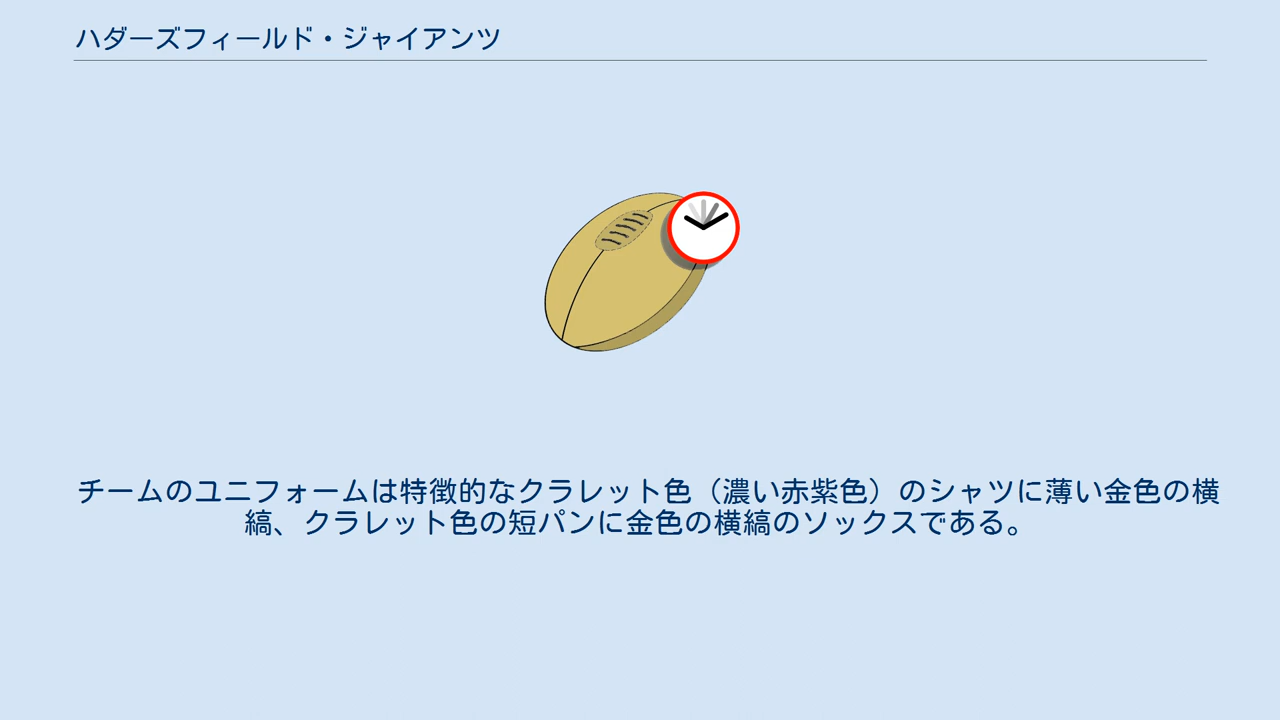 ハダーズフィールド・ジャイアンツ
チームのユニフォームは特徴的なクラレット色（濃い赤紫色）のシャツに薄い金色の横
縞、クラレット色の短パンに金色の横縞のソックスである。